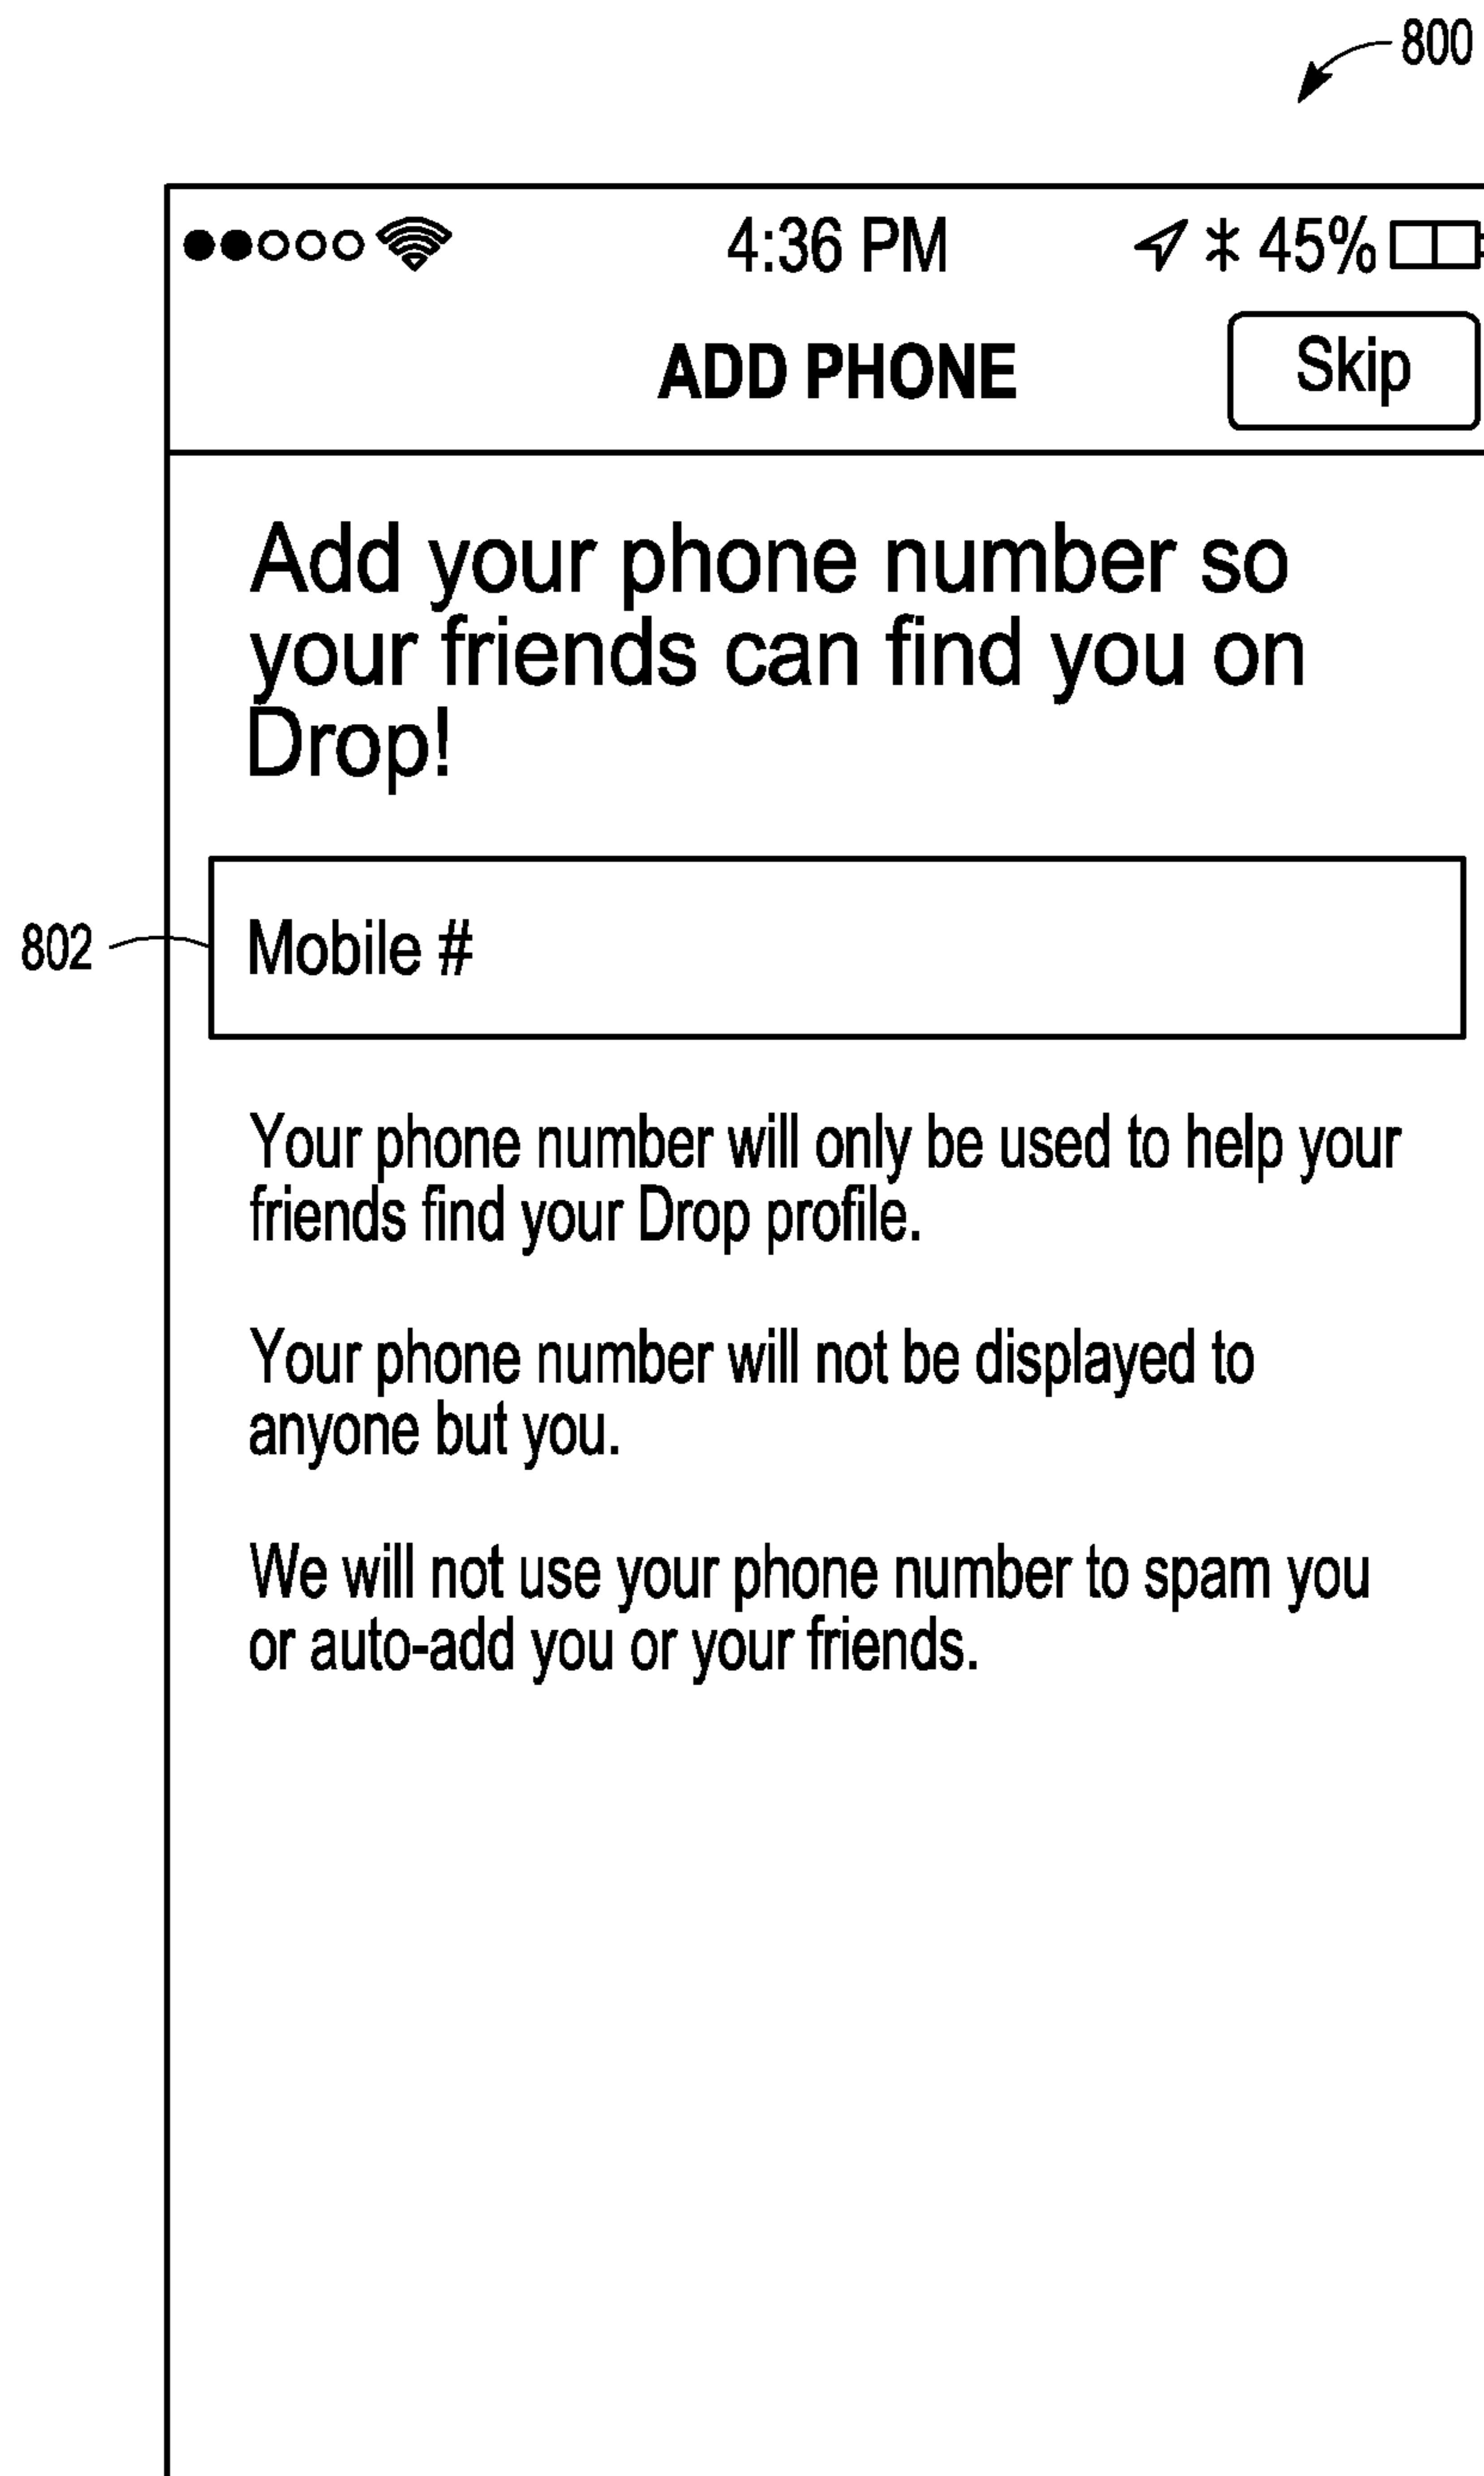 800
4:36 PM 45%
ADD PHONE Skip
Add your phone number so
your friends can find you on
Drop!
802 Mobile #
Your phone number will only be used to help your
friends find your Drop profile.
Your phone number will not be displayed to
anyone but you.
We will not use your phone number to spam you
or auto-add you or your friends.